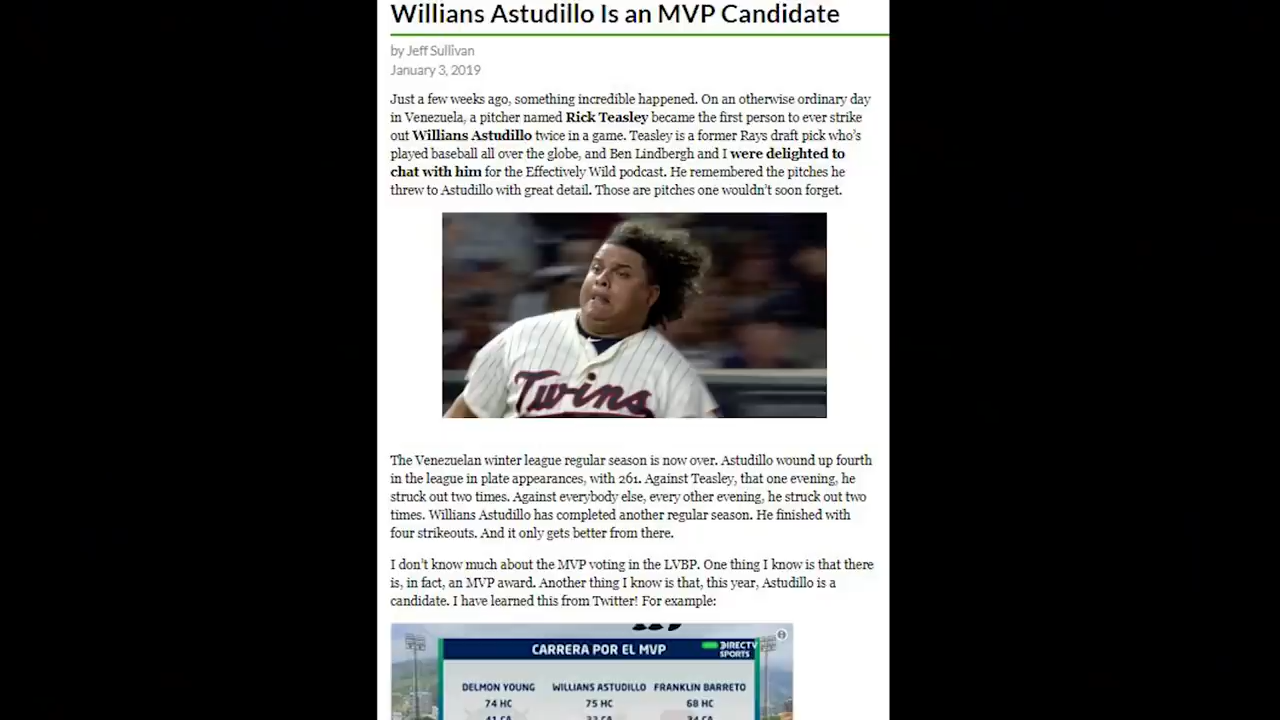 Willians Astudillo Is an MVP Candidate
by Jeff Sullivan
January 3, 2019
Just a few weeks ago, something incredible happened. On an otherwise ordinary day
in Venezuela, a pitcher named Rick Teasley became the first person to ever strike
out Willians Astudillo twice in a game. Teasley is a former Rays draft pick who's
played baseball all over the globe, and Ben Lindbergh and I were delighted to
chat with him for the Effectively Wild podcast. He remembered the pitches he
threw to Astudillo with great detail. Those are pitches one wouldn't soon forget.
Twins
The Venezuelan winter league regular season is now over. Astudillo wound up fourth
in the league in plate appearances, with 261. Against Teasley, that one evening, he
struck out two times. Against everybody else, every other evening, he struck out two
times. Willians Astudillo has completed another regular season. He finished with
four strikeouts. And it only gets better from there.
I don't know much about the MVP voting in the LVBP. One thing I know is that there
is, in fact, an MVP award. Another thing I know is that, this year, Astudillo is a
candidate. I have learned this from Twitter! For example:
CARRERA POR EL MVP
DIRECTV
SPORTS
DELMON YOUNG WILLIANS ASTUDILLO FRANKLIN BARRETO
74 HC 75 HC 68 HC